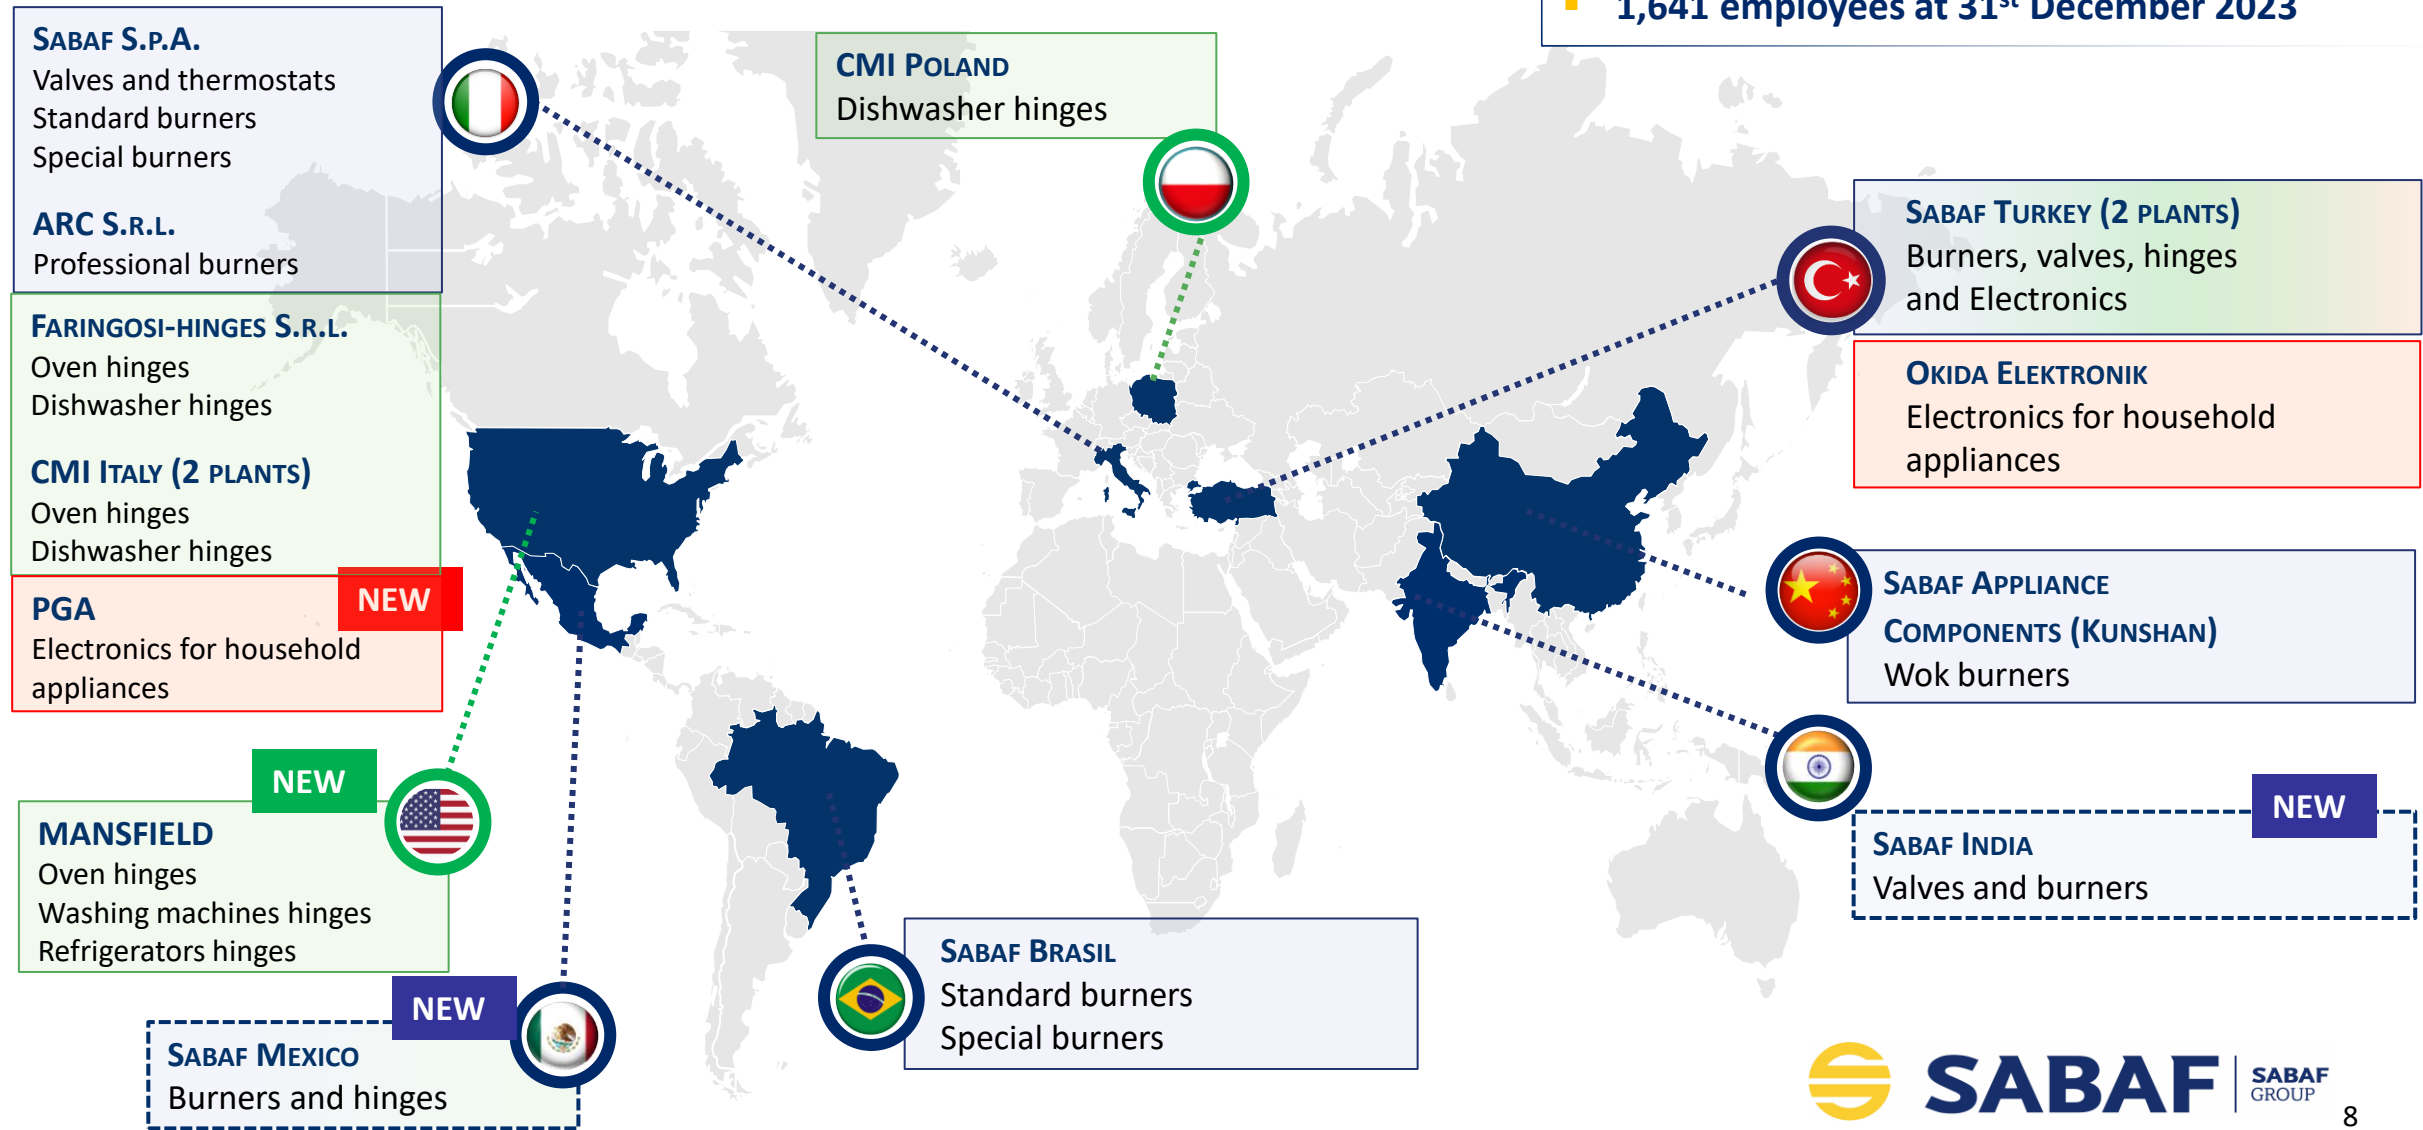 1,641 employees at 31st December 2023
SABAF S.P.A.
Valves and thermostats
Standard burners
Special burners
ARC S.R.L.
Professional burners
FARINGOSI-HINGES S.R.L.
Oven hinges
Dishwasher hinges
CMI ITALY (2 PLANTS)
Oven hinges
Dishwasher hinges
NEW
PGA
Electronics for household
appliances
NEW
MANSFIELD
Oven hinges
Washing machines hinges
Refrigerators hinges
NEW
SABAF MEXICO
Burners and hinges
CMI POLAND
Dishwasher hinges
SABAF BRASIL
Standard burners
Special burners
SABAF TURKEY (2 PLANTS)
Burners, valves, hinges
and Electronics
OKIDA ELEKTRONIK
Electronics for household
appliances
SABAF APPLIANCE
COMPONENTS (KUNSHAN)
Wok burners
NEW
SABAF INDIA
Valves and burners
SABAF
SABAF
GROUP
8